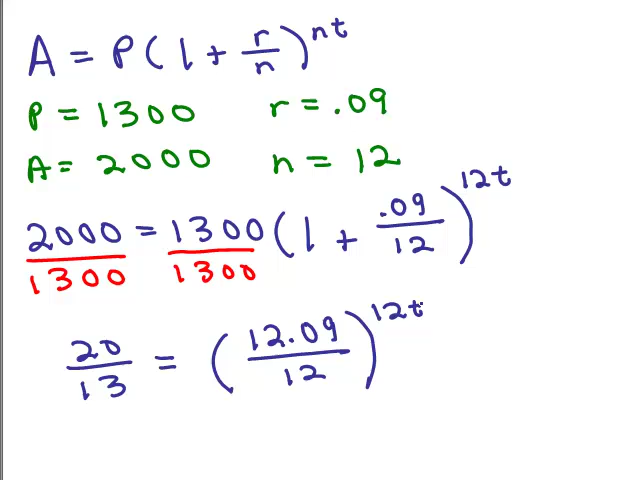 A = P(1 + r/n)^nt
P = 1300 r = .09
A = 2000 n = 12
2000/1300 = 1300/1300 (1 + .09/12)^12t
20/13 = (12.09/12)^12t